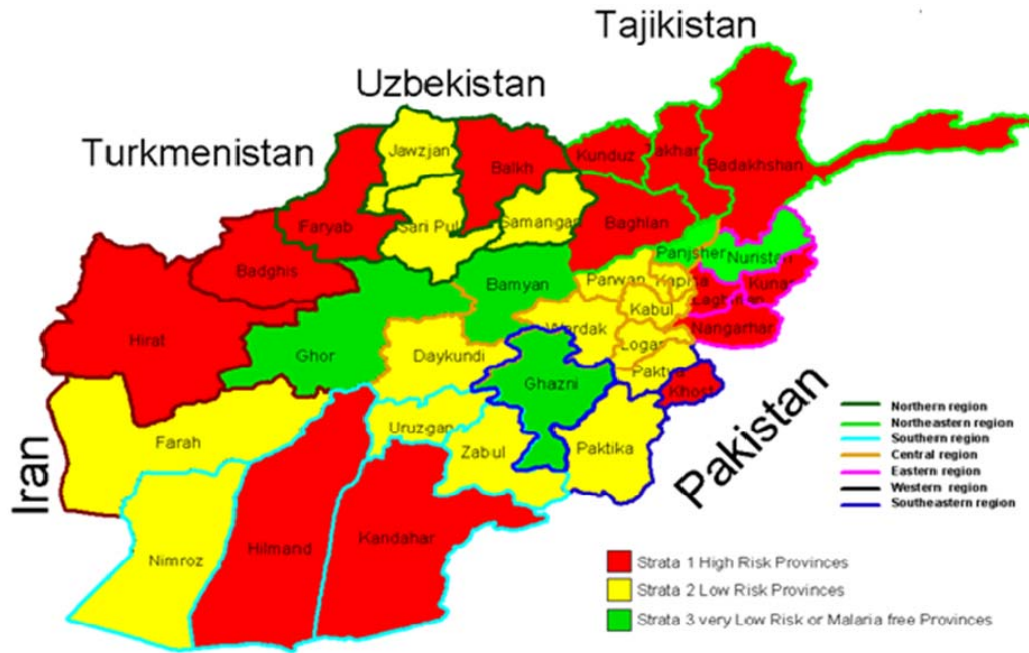 Tajikistan
Uzbekistan
Turkmenistan
Jawzjan
Balkh
Kunduz
Badakhshan
Faryab
Sari Pul
Samangan
Baghlan
Panjsher
Nuristan
Badghis
Bamyan
Parwan
Kabul
Wardak
Nangarhar
Hirat
Ghor
Daykundi
Logar
Paktya
Ghazni
Khost
Farah
Uruzgan
Zabul
Paktika
Iran
Pakistan
Nimroz
Hilmand
Kandahar
Northern region
Northeastern region
Southern region
Central region
Eastern region
Western region
Southeastern region
Strata 1 High Risk Provinces
Strata 2 Low Risk Provinces
Strata 3 very Low Risk or Malaria free Provinces